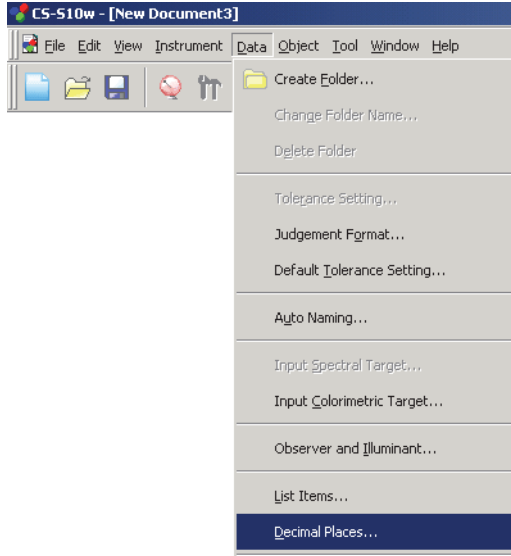 CS-S10w - [New Document3]
File Edit View Instrument Data Object Tool Window Help
Create Folder...
Change Folder Name...
Delete Folder
Tolerance Setting...
Judgement Format...
Default Tolerance Setting...
Auto Naming...
Input Spectral Target...
Input Colorimetric Target...
Observer and Illuminant...
List Items...
Decimal Places...